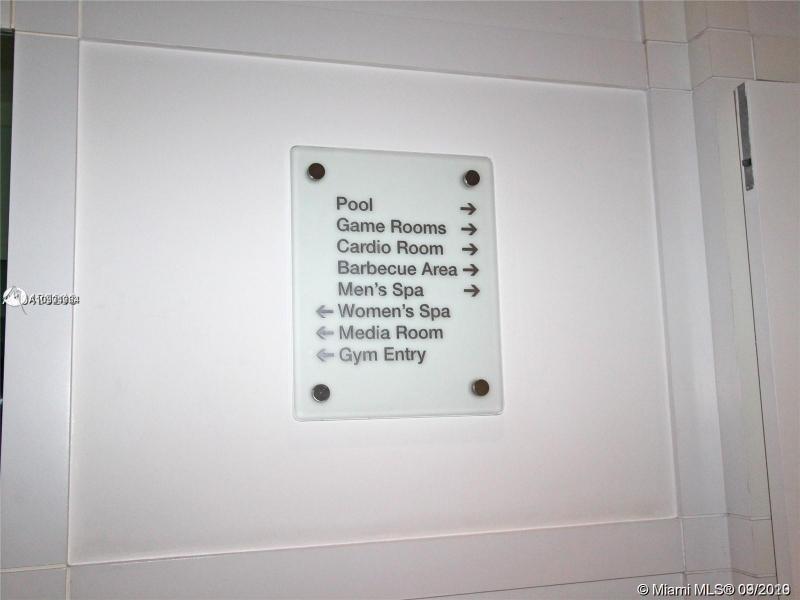 Pool →
Game Rooms →
Cardio Room →
Barbecue Area →
Men's Spa →
← Women's Spa
← Media Room
← Gym Entry
© Miami MLS®